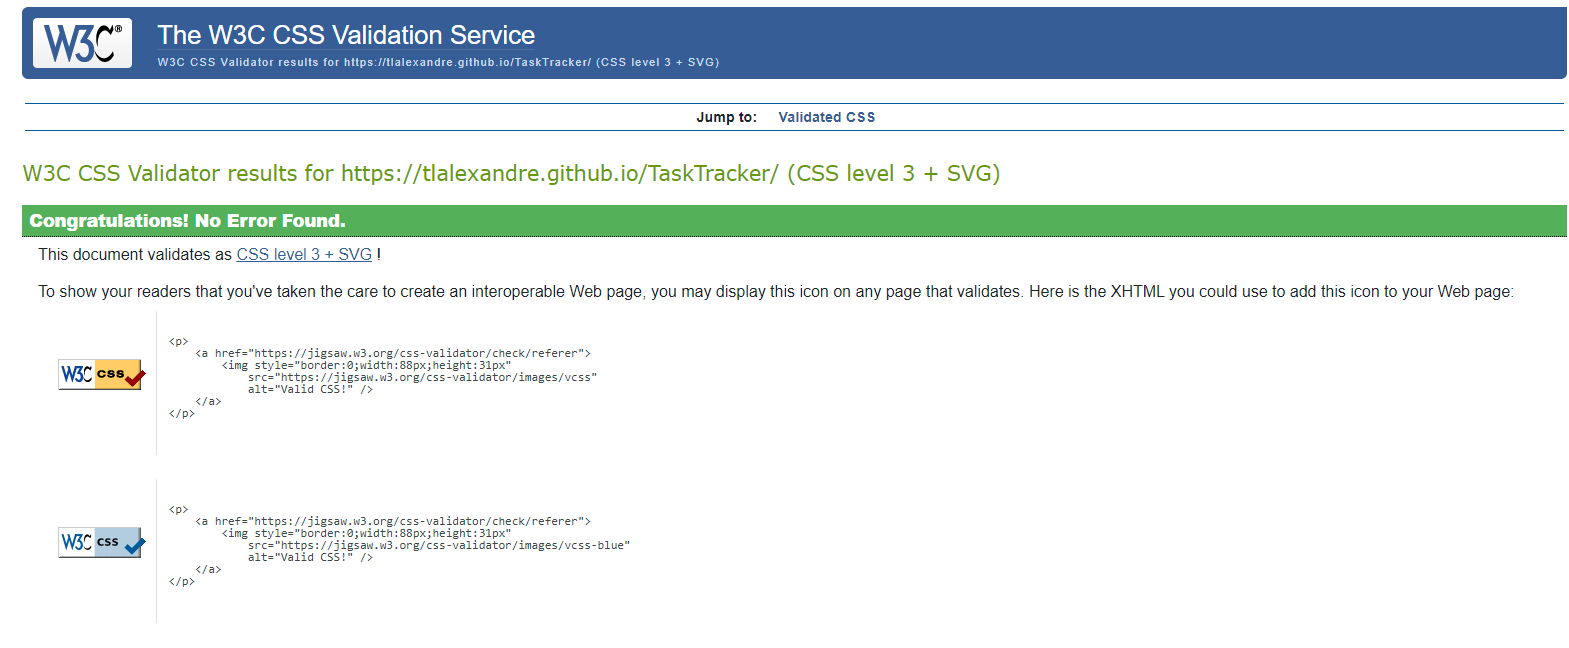 W3C®
The W3C CSS Validation Service
W3C CSS Validator results for https://tlalexandre.github.io/TaskTracker/ (CSS level 3 + SVG)
Jump to: Validated CSS
W3C CSS Validator results for https://tlalexandre.github.io/TaskTracker/ (CSS level 3 + SVG)
Congratulations! No Error Found.
This document validates as CSS level 3 + SVG !
To show your readers that you've taken the care to create an interoperable Web page, you may display this icon on any page that validates. Here is the XHTML you could use to add this icon to your Web page:
W3C css
<p>
<a href="https://jigsaw.w3.org/css-validator/check/referer">
<img style="border:0;width:88px;height:31px"
src="https://jigsaw.w3.org/css-validator/images/vcss"
alt="Valid CSS!" />
</a>
</p>
W3C css
<p>
<a href="https://jigsaw.w3.org/css-validator/check/referer">
<img style="border:0;width:88px;height:31px"
src="https://jigsaw.w3.org/css-validator/images/vcss-blue"
alt="Valid CSS!" />
</a>
</p>